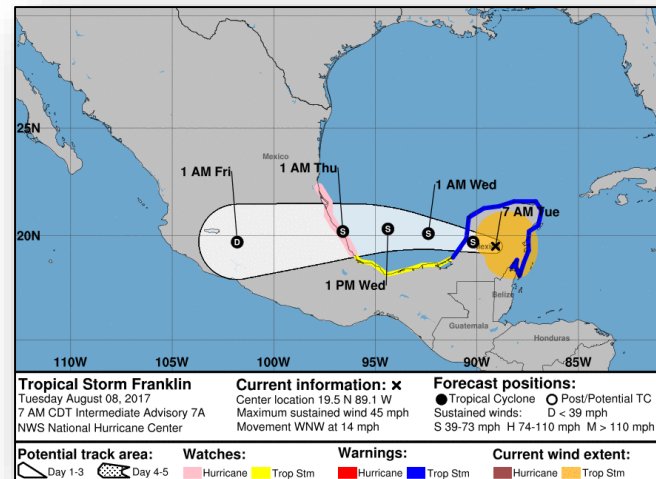 25N
Mexico
1 AM Fri
1 AM Thu
1 AM Wed
7 AM Tue
20N
D
S
S
S
S
Mexico
1 PM Wed
Belize
Guatemala
Honduras
110W
105W
100W
95W
90W
85W
Tropical Storm Franklin
Tuesday August 08, 2017
7 AM CDT Intermediate Advisory 7A
NWS National Hurricane Center
Current information: ×
Center location 19.5 N 89.1 W
Maximum sustained wind 45 mph
Movement WNW at 14 mph
Forecast positions:
Tropical Cyclone Post/Potential TC
Sustained winds: D < 39 mph
S 39-73 mph H 74-110 mph M > 110 mph
Potential track area:
Day 1-3 Day 4-5
Watches:
Hurricane Trop Stm
Warnings:
Hurricane Trop Stm
Current wind extent:
Hurricane Trop Stm